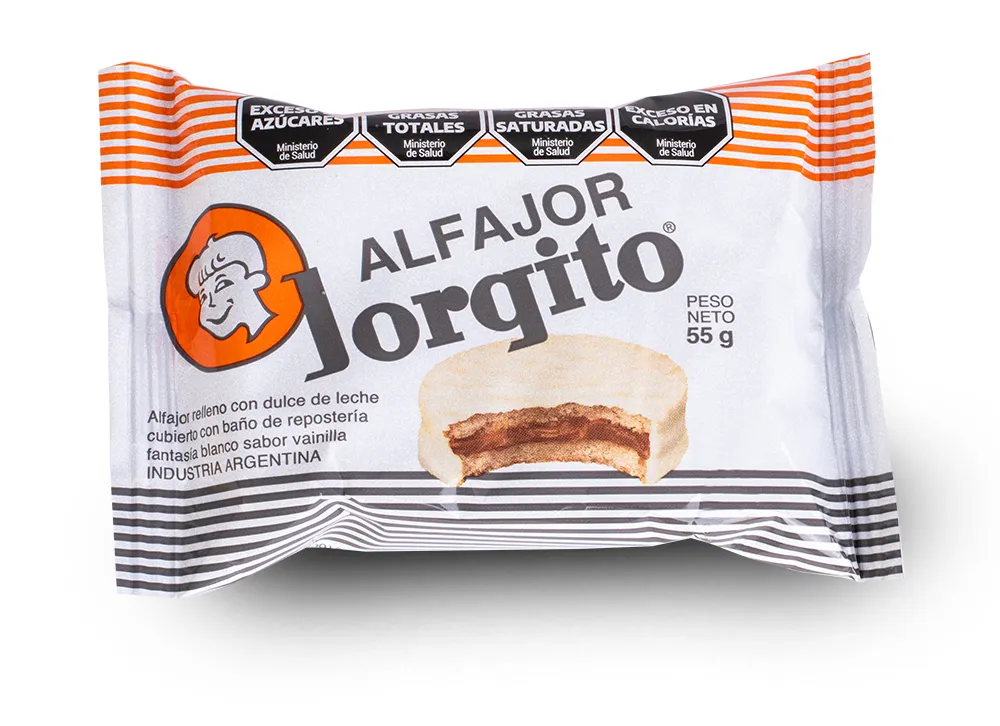 EXCESO
AZÚCARES
Ministerio
de Salud
GRASAS
TOTALES
Ministerio
de Salud
GRASAS
SATURADAS
Ministerio
de Salud
EXCESO EN
CALORÍAS
Ministerio
de Salud
ALFAJOR
Jorgito®
PESO
NETO
55 g
Alfajor relleno con dulce de leche
cubierto con baño de repostería
fantasía blanco sabor vainilla
INDUSTRIA ARGENTINA